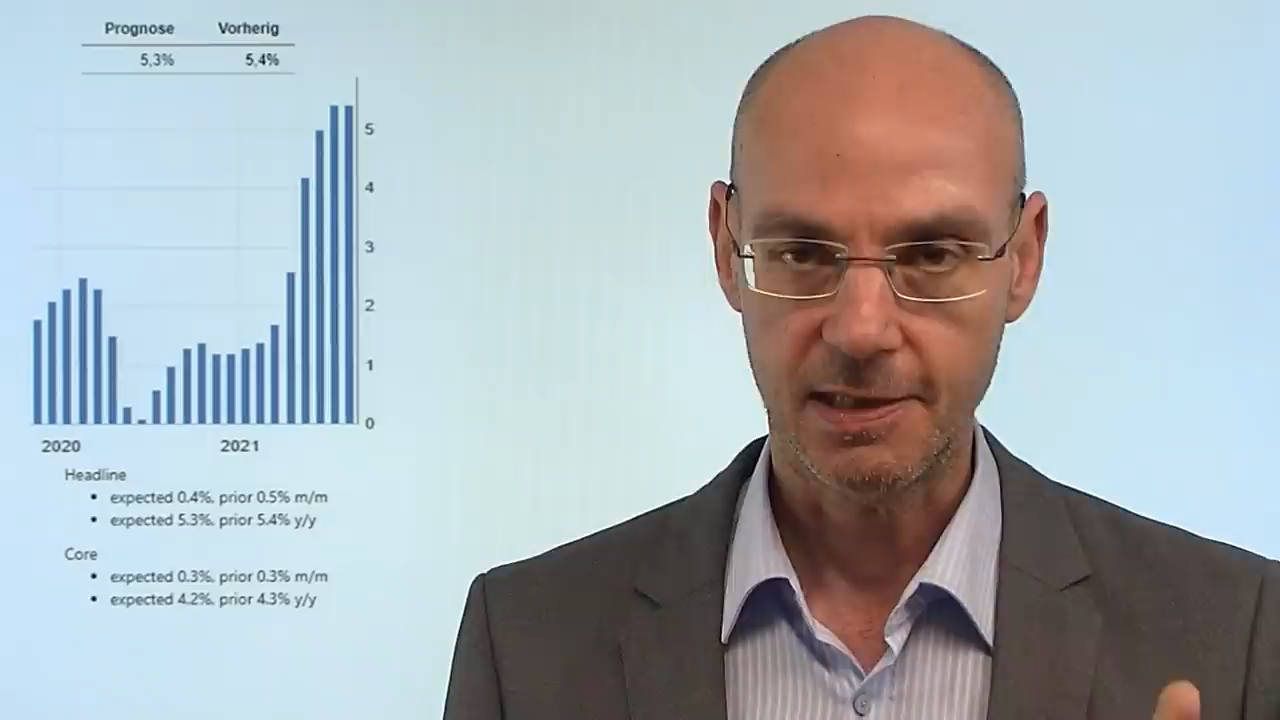 Prognose Vorherig
5,3% 5,4%
5
4
3
2
1
0
2020 2021
Headline
• expected 0.4%, prior 0.5% m/m
• expected 5.3%, prior 5.4% y/y
Core
• expected 0.3%, prior 0.3% m/m
• expected 4.2%, prior 4.3% y/y